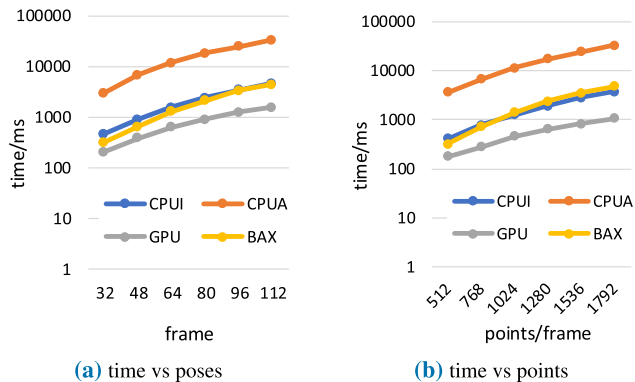 100000
10000
1000
100
10
1
time/ms
CPUI CPUA
GPU BAX
32 48 64 80 96 112
frame
(a) time vs poses
100000
10000
1000
100
10
1
time/ms
CPUI CPUA
GPU BAX
512 768 1024 1280 1536 1792
points/frame
(b) time vs points